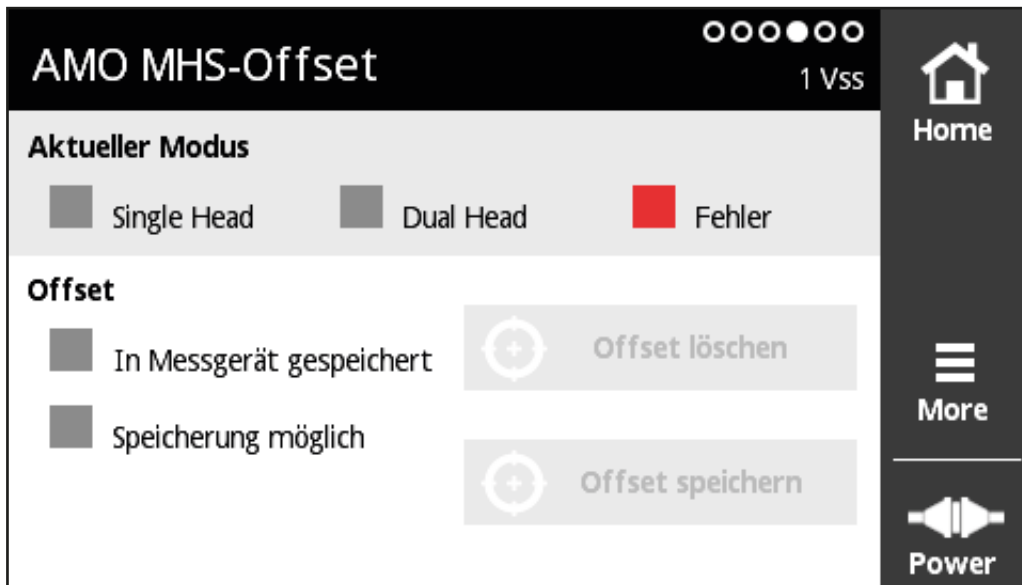 AMO MHS-Offset
1 Vss
Aktueller Modus
Single Head
Dual Head
Fehler
Offset
In Messgerät gespeichert
Offset löschen
Speicherung möglich
Offset speichern
Home
More
Power